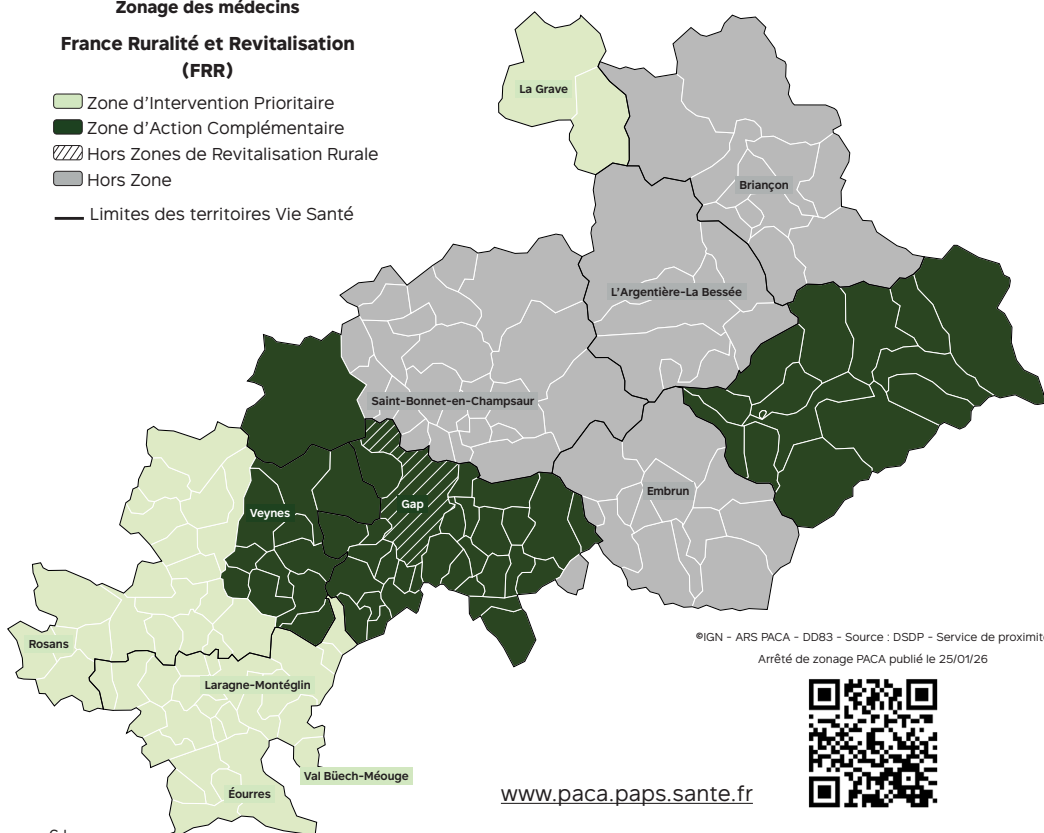 Zonage des médecins
France Ruralité et Revitalisation
(FRR)
Zone d'Intervention Prioritaire
Zone d'Action Complémentaire
Hors Zones de Revitalisation Rurale
Hors Zone
Limites des territoires Vie Santé
La Grave
Briançon
L'Argentière-La Bessée
Saint-Bonnet-en-Champsaur
Embrun
Gap
Veynes
Rosans
Laragne-Montéglin
Val Büech-Méouge
Éourres
©IGN - ARS PACA - DD83 - Source : DSDP - Service de proximit
Arrêté de zonage PACA publié le 25/01/26
www.paca.paps.sante.fr